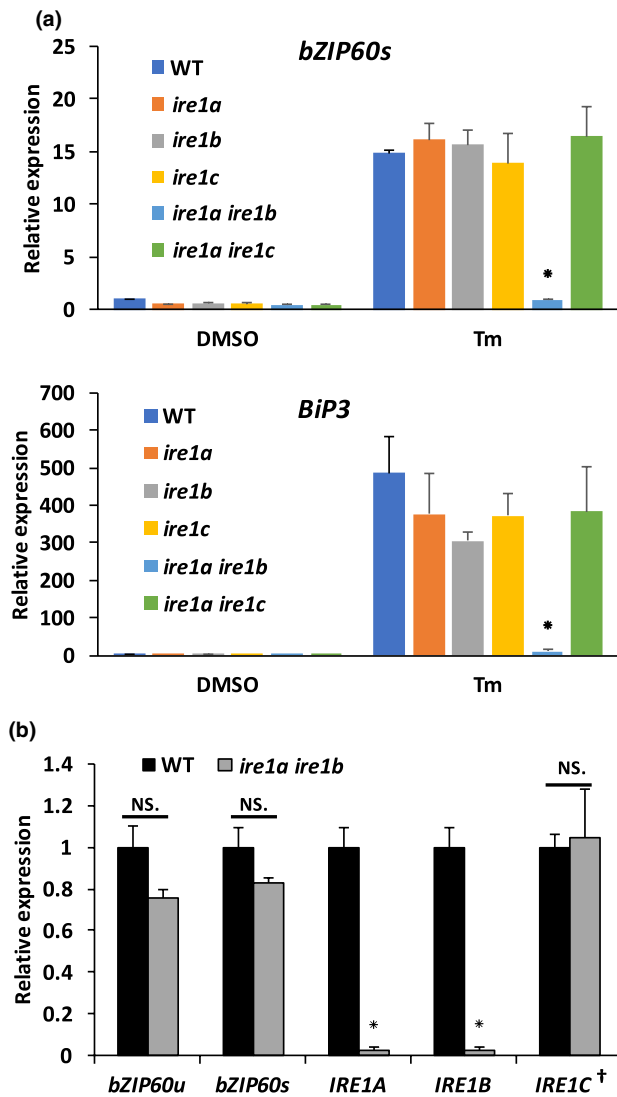 (a)
bZIP60s
WT
ire1a
ire1b
ire1c
ire1a ire1b
ire1a ire1c
Relative expression
25
20
15
10
5
0
*
DMSO
Tm
BiP3
WT
ire1a
ire1b
ire1c
ire1a ire1b
ire1a ire1c
Relative expression
700
600
500
400
300
200
100
0
*
DMSO
Tm
(b)
WT
ire1a ire1b
Relative expression
1.4
1.2
1
0.8
0.6
0.4
0.2
0
NS.
NS.
*
*
NS.
bZIP60u
bZIP60s
IRE1A
IRE1B
IRE1C †